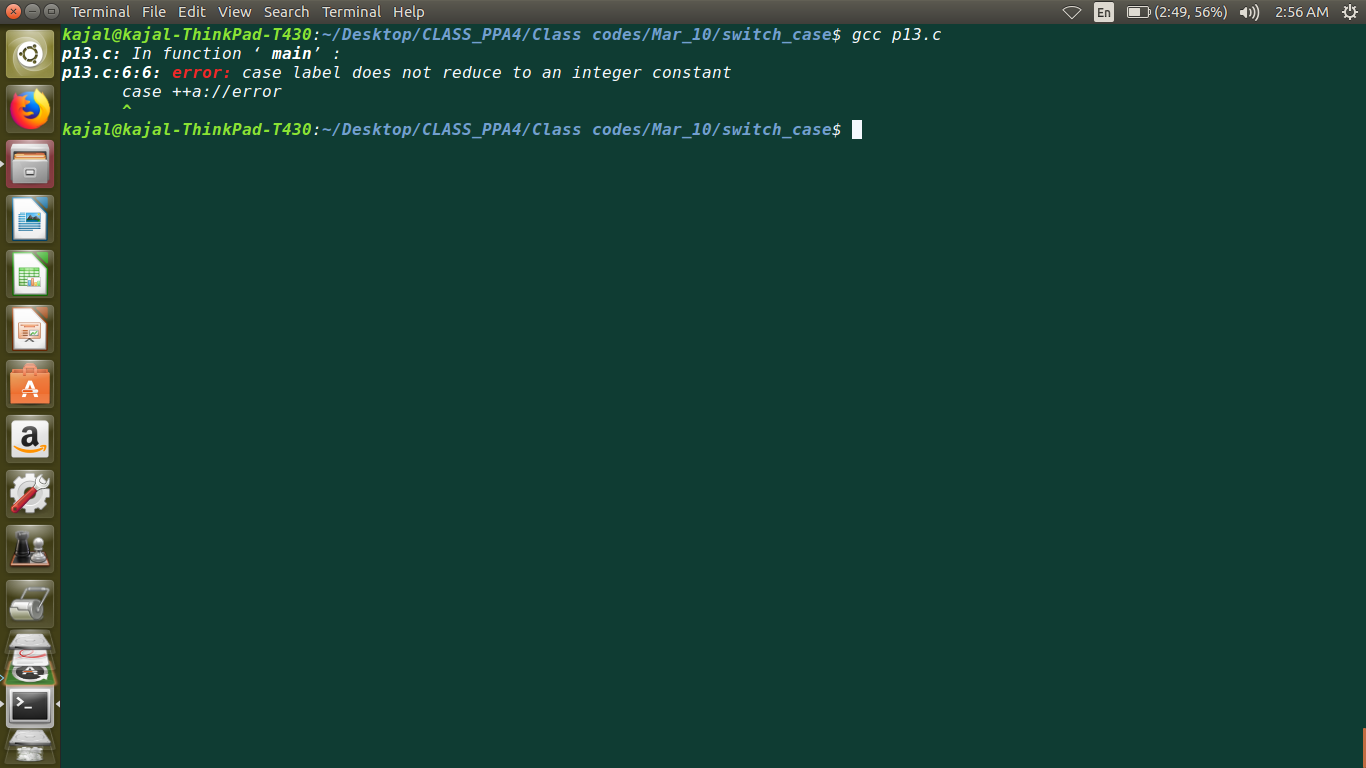 Terminal File Edit View Search Terminal Help En (2:49, 56%) 2:56 AM
kajal@kajal-ThinkPad-T430:~/Desktop/CLASS_PPA4/Class codes/Mar_10/switch_case$ gcc p13.c
p13.c: In function ‘ main’ :
p13.c:6:6: error: case label does not reduce to an integer constant
case ++a://error
^
kajal@kajal-ThinkPad-T430:~/Desktop/CLASS_PPA4/Class codes/Mar_10/switch_case$